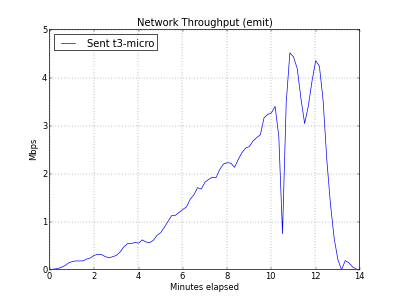 Network Throughput (emit)
Sent t3-micro
Mbps
5
4
3
2
1
0
0 2 4 6 8 10 12 14
Minutes elapsed